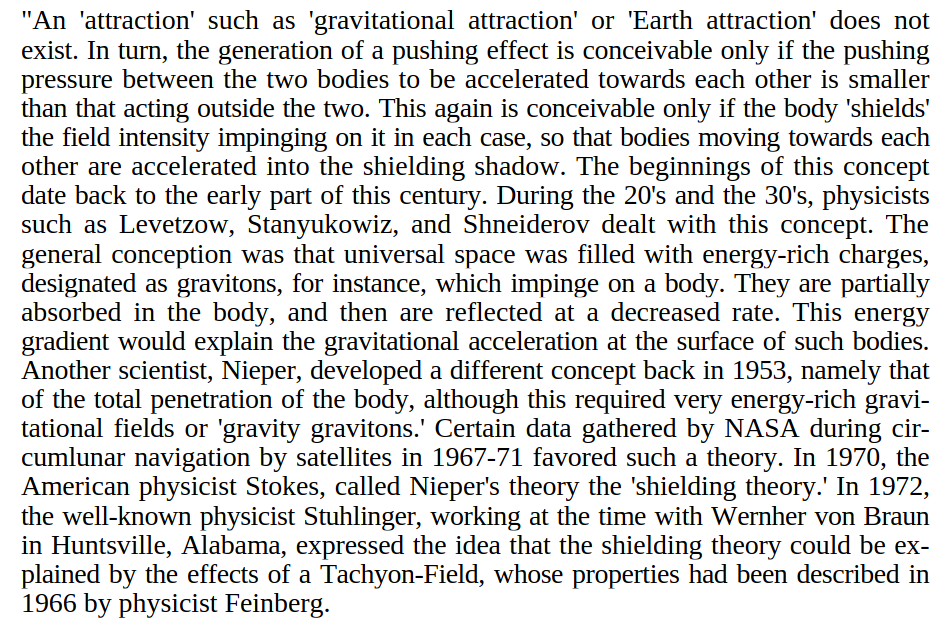 "An 'attraction' such as 'gravitational attraction' or 'Earth attraction' does not
exist. In turn, the generation of a pushing effect is conceivable only if the pushing
pressure between the two bodies to be accelerated towards each other is smaller
than that acting outside the two. This again is conceivable only if the body 'shields'
the field intensity impinging on it in each case, so that bodies moving towards each
other are accelerated into the shielding shadow. The beginnings of this concept
date back to the early part of this century. During the 20's and the 30's, physicists
such as Levetzow, Stanyukowiz, and Shneiderov dealt with this concept. The
general conception was that universal space was filled with energy-rich charges,
designated as gravitons, for instance, which impinge on a body. They are partially
absorbed in the body, and then are reflected at a decreased rate. This energy
gradient would explain the gravitational acceleration at the surface of such bodies.
Another scientist, Nieper, developed a different concept back in 1953, namely that
of the total penetration of the body, although this required very energy-rich gravi-
tational fields or 'gravity gravitons.' Certain data gathered by NASA during cir-
cumlunar navigation by satellites in 1967-71 favored such a theory. In 1970, the
American physicist Stokes, called Nieper's theory the 'shielding theory.' In 1972,
the well-known physicist Stuhlinger, working at the time with Wernher von Braun
in Huntsville, Alabama, expressed the idea that the shielding theory could be ex-
plained by the effects of a Tachyon-Field, whose properties had been described in
1966 by physicist Feinberg.